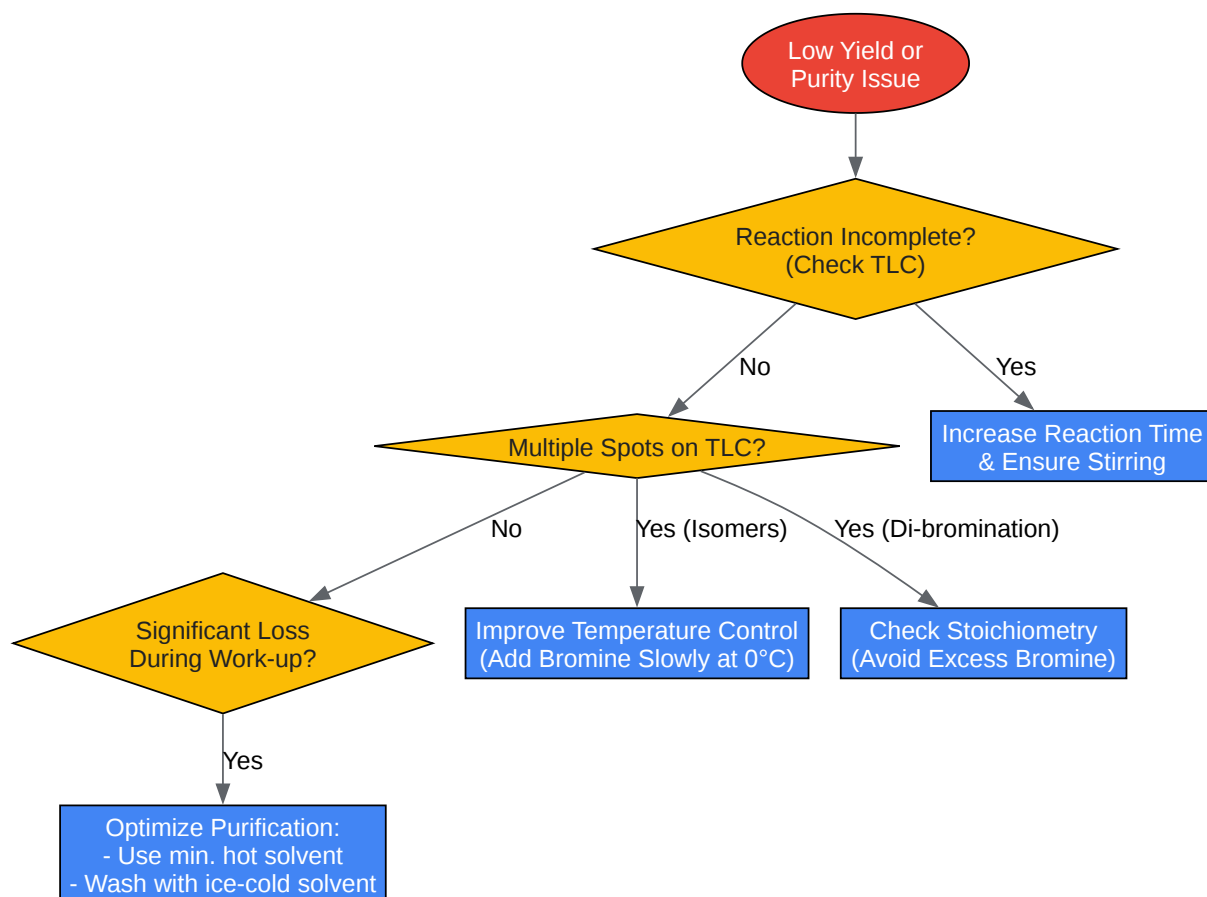 Low Yield or
Purity Issue
Reaction Incomplete?
(Check TLC)
No
Yes
Multiple Spots on TLC?
Increase Reaction Time
& Ensure Stirring
No
Yes (Isomers)
Yes (Di-bromination)
Significant Loss
During Work-up?
Improve Temperature Control
(Add Bromine Slowly at 0°C)
Check Stoichiometry
(Avoid Excess Bromine)
Yes
Optimize Purification:
- Use min. hot solvent
- Wash with ice-cold solvent